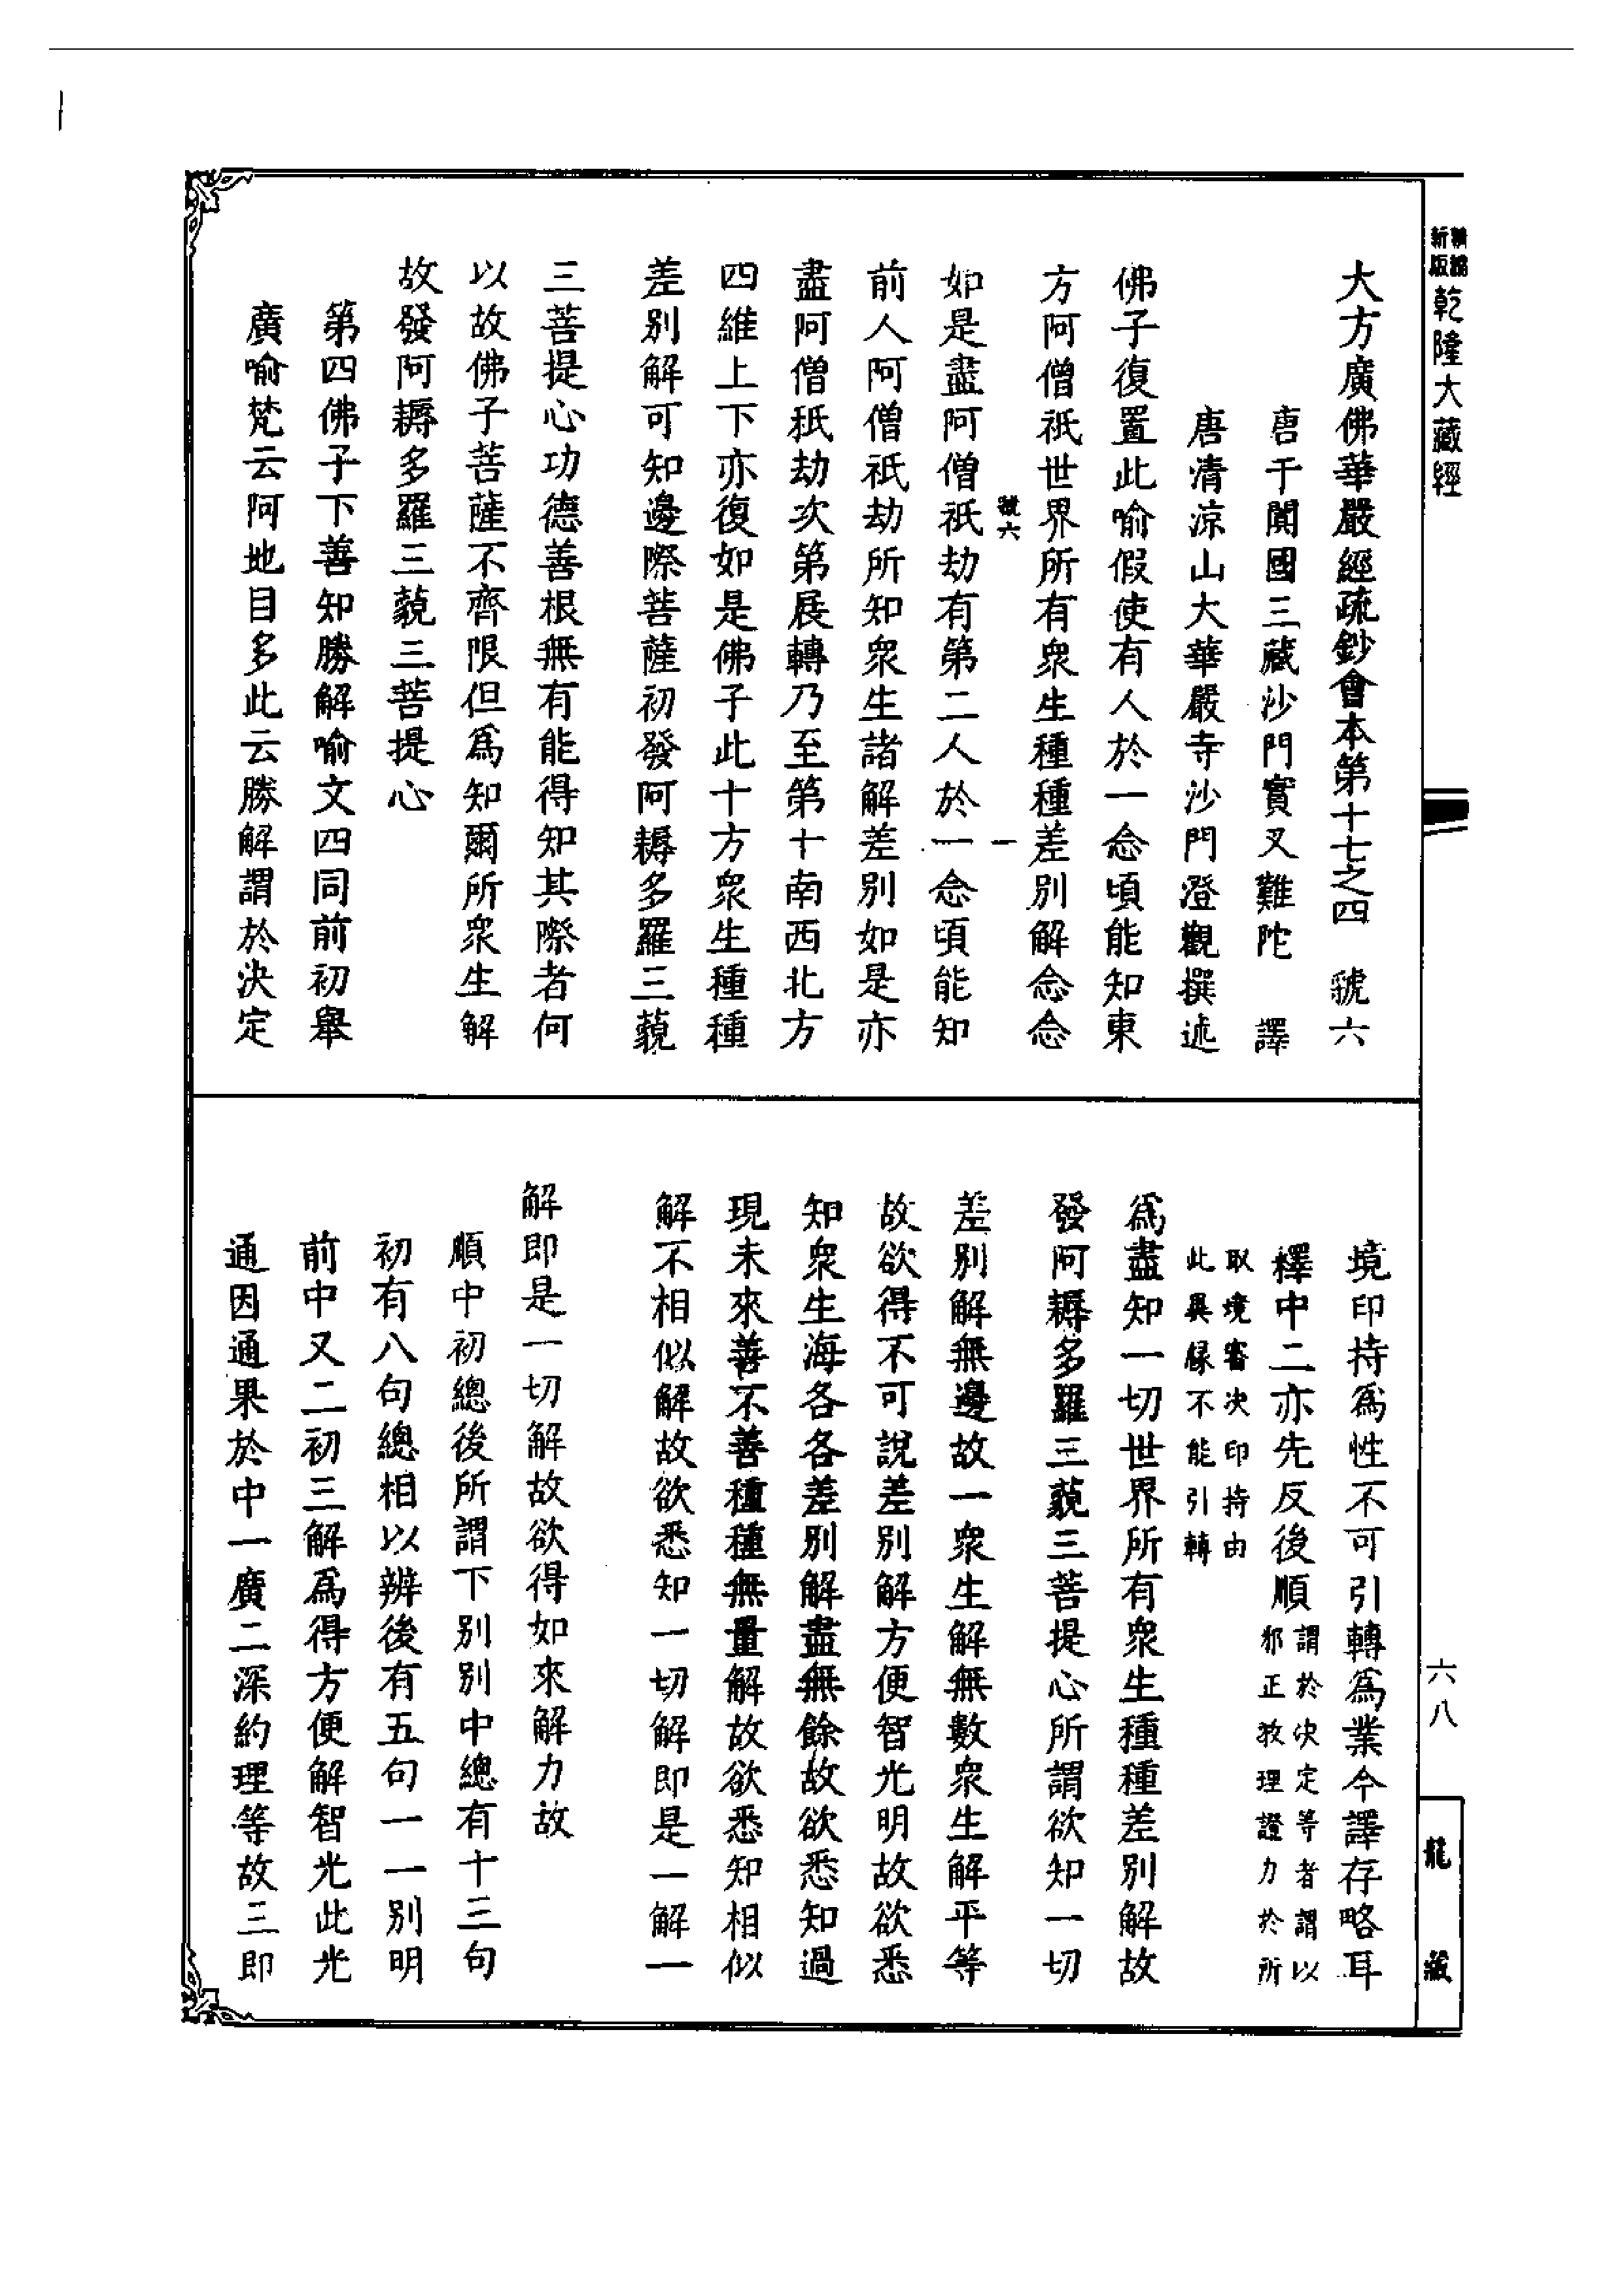 新編縮版
乾隆大藏經
大方廣佛華嚴經疏鈔會本第十七之四　號六
唐于闐國三藏沙門實叉難陀　譯
唐清涼山大華嚴寺沙門澄觀撰述
佛子復置此喻假使有人於一念頃能知東
方阿僧祇世界所有衆生種種差別解念念
號六　一
如是盡阿僧祇劫有第二人於一念頃能知
前人阿僧祇劫所知衆生諸解差別如是亦
盡阿僧秖劫次第展轉乃至第十南西北方
四維上下亦復如是佛子此十方衆生種種
差別解可知邊際菩薩初發阿耨多羅三藐
三菩提心功德善根無有能得知其際者何
以故佛子菩薩不齊限但爲知爾所衆生解
故發阿耨多羅三藐三菩提心
第四佛子下善知勝解喻文四同前初舉
廣喻梵云阿地目多此云勝解謂於決定
境印持爲性不可引轉爲業今譯存略耳
釋中二亦先反後順謂於決定等者謂以
邪正教理證力於所
取境審決印持由
此異緣不能引轉
爲盡知一切世界所有衆生種種差別解故
發阿耨多羅三藐三菩提心所謂欲知一切
差別解無邊故一衆生解無數衆生解平等
故欲得不可說差別解方便智光明故欲悉
知衆生海各各差別解盡無餘故欲悉知過
現未來善不善種種無量解故欲悉知相似
解不相似解故欲悉知一切解即是一解一
解即是一切解故欲得如來解力故
順中初總後所謂下別別中總有十三句
初有八句總相以辨後有五句一一別明
前中又二初三解爲得方便解智光此光
通因通果於中一廣二深約理等故三即
六八
龍藏